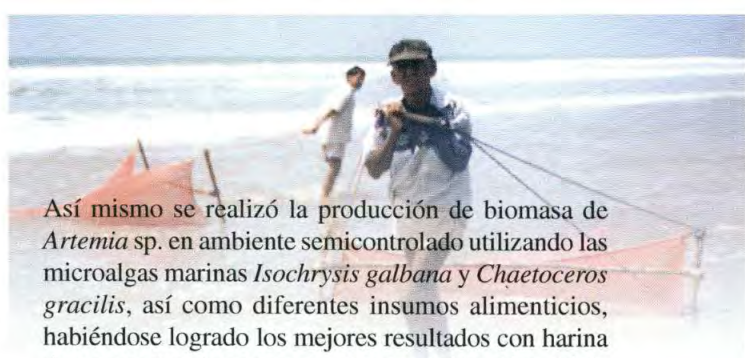 Así mismo se realizó la producción de biomasa de
Artemia sp. en ambiente semicontrolado utilizando las
microalgas marinas Isochrysis galbana y Chaetoceros
gracilis, así como diferentes insumos alimenticios,
habiéndose logrado los mejores resultados con harina